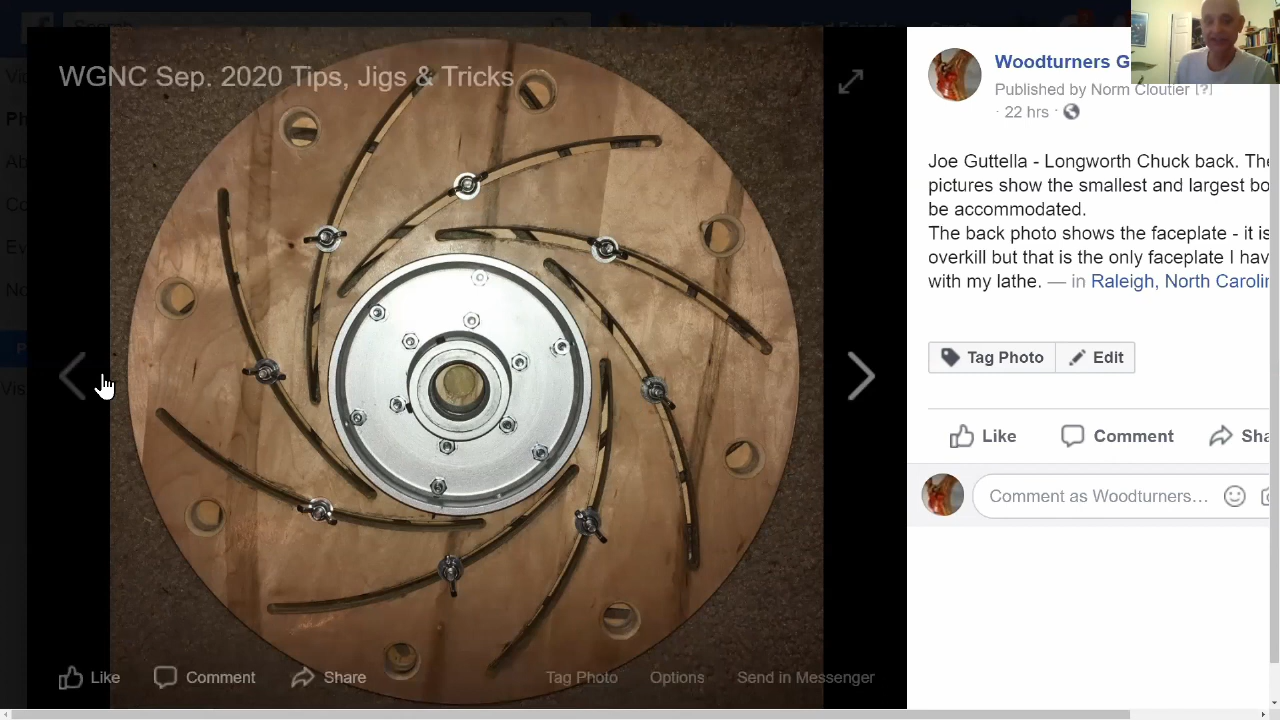 WGNC Sep. 2020 Tips, Jigs & Tricks
Woodturners G
Published by Norm Cloutier [?]
· 22 hrs ·
Joe Guttella - Longworth Chuck back. The
pictures show the smallest and largest bo
be accommodated.
The back photo shows the faceplate - it is
overkill but that is the only faceplate I hav
with my lathe. — in Raleigh, North Carolin
Tag Photo
Edit
Like
Comment
Sha
Comment as Woodturners…
Like
Comment
Share
Tag Photo
Options
Send in Messenger